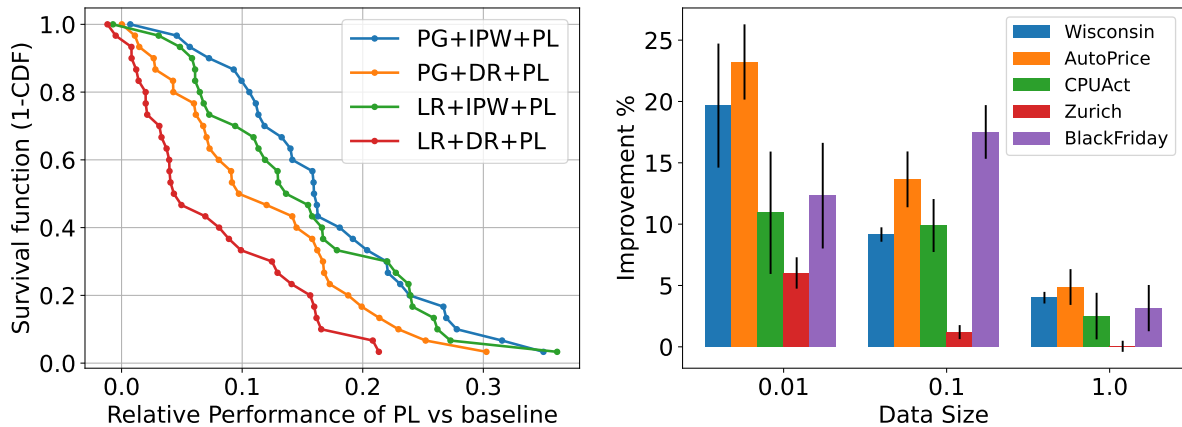 Survival function (1-CDF)
1.0
0.8
0.6
0.4
0.2
0.0
0.0
0.1
0.2
0.3
Relative Performance of PL vs baseline
PG+IPW+PL
PG+DR+PL
LR+IPW+PL
LR+DR+PL
Improvement %
25
20
15
10
5
0
0.01
0.1
1.0
Data Size
Wisconsin
AutoPrice
CPUAct
Zurich
BlackFriday